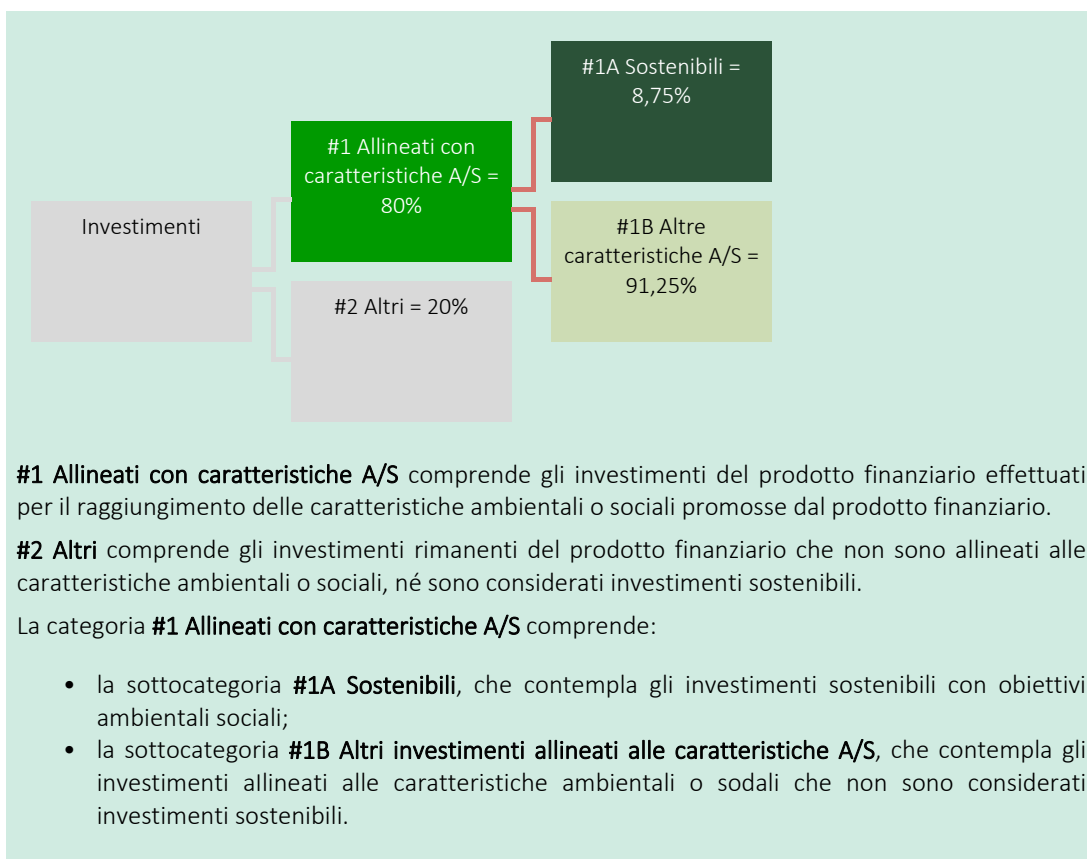 #1A Sostenibili =
8,75%
#1 Allineati con
caratteristiche A/S =
80%
Investimenti
#1B Altre
caratteristiche A/S =
91,25%
#2 Altri = 20%
#1 Allineati con caratteristiche A/S comprende gli investimenti del prodotto finanziario effettuati
per il raggiungimento delle caratteristiche ambientali o sociali promosse dal prodotto finanziario.
#2 Altri comprende gli investimenti rimanenti del prodotto finanziario che non sono allineati alle
caratteristiche ambientali o sociali, né sono considerati investimenti sostenibili.
La categoria #1 Allineati con caratteristiche A/S comprende:
• la sottocategoria #1A Sostenibili, che contempla gli investimenti sostenibili con obiettivi
ambientali sociali;
• la sottocategoria #1B Altri investimenti allineati alle caratteristiche A/S, che contempla gli
investimenti allineati alle caratteristiche ambientali o sodali che non sono considerati
investimenti sostenibili.